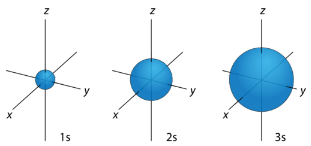 z z z
y y y
x x x
1s 2s 3s